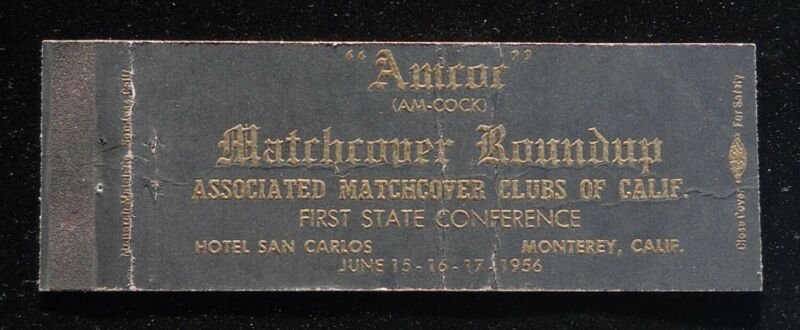 "Amcoc"
(AM-COCK)
Matchcover Roundup
ASSOCIATED MATCHCOVER CLUBS OF CALIF.
FIRST STATE CONFERENCE
HOTEL SAN CARLOS MONTEREY, CALIF.
JUNE 15-16-17 1956
Close Cover For Safety
Monarch